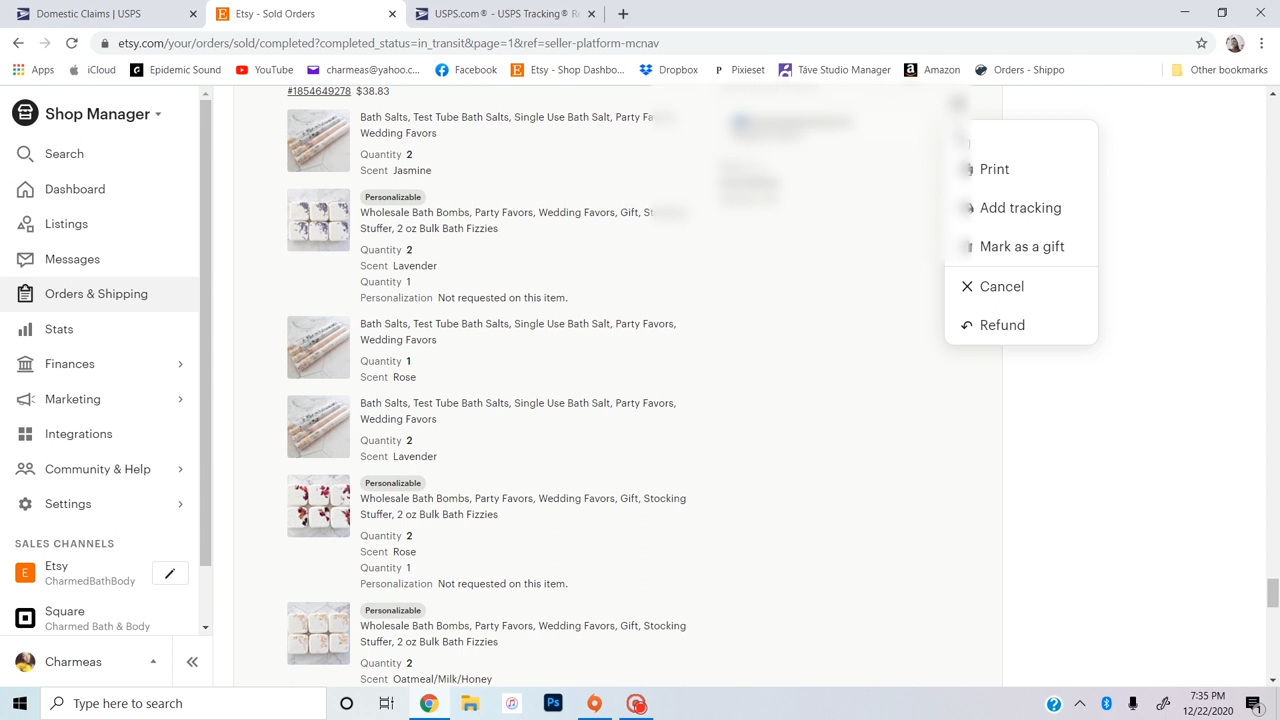 Domestic Claims | USPS
Etsy - Sold Orders
USPS.com® - USPS Tracking®
etsy.com/your/orders/sold/completed?completed_status=in_transit&page=1&ref=seller-platform-mcnav
Apps
iCloud
Epidemic Sound
YouTube
charmeas@yahoo.c...
Facebook
Etsy - Shop Dashbo...
Dropbox
Pixieset
Táve Studio Manager
Amazon
Orders - Shippo
Other bookmarks
Shop Manager
Search
Dashboard
Listings
Messages
Orders & Shipping
Stats
Finances
Marketing
Integrations
Community & Help
Settings
SALES CHANNELS
E
Etsy
CharmedBathBody
Square
Charmed Bath & Body
Charmeas
#1854649278 $38.83
Bath Salts, Test Tube Bath Salts, Single Use Bath Salt, Party
Wedding Favors
Quantity 2
Scent Jasmine
Personalizable
Wholesale Bath Bombs, Party Favors, Wedding Favors, Gift,
Stuffer, 2 oz Bulk Bath Fizzies
Quantity 2
Scent Lavender
Quantity 1
Personalization Not requested on this item.
Bath Salts, Test Tube Bath Salts, Single Use Bath Salt, Party Favors,
Wedding Favors
Quantity 1
Scent Rose
Bath Salts, Test Tube Bath Salts, Single Use Bath Salt, Party Favors,
Wedding Favors
Quantity 2
Scent Lavender
Personalizable
Wholesale Bath Bombs, Party Favors, Wedding Favors, Gift, Stocking
Stuffer, 2 oz Bulk Bath Fizzies
Quantity 2
Scent Rose
Quantity 1
Personalization Not requested on this item.
Personalizable
Wholesale Bath Bombs, Party Favors, Wedding Favors, Gift, Stocking
Stuffer, 2 oz Bulk Bath Fizzies
Quantity 2
Scent Oatmeal/Milk/Honey
Print
Add tracking
Mark as a gift
Cancel
Refund
Type here to search
Ps
7:35 PM
12/22/2020
1